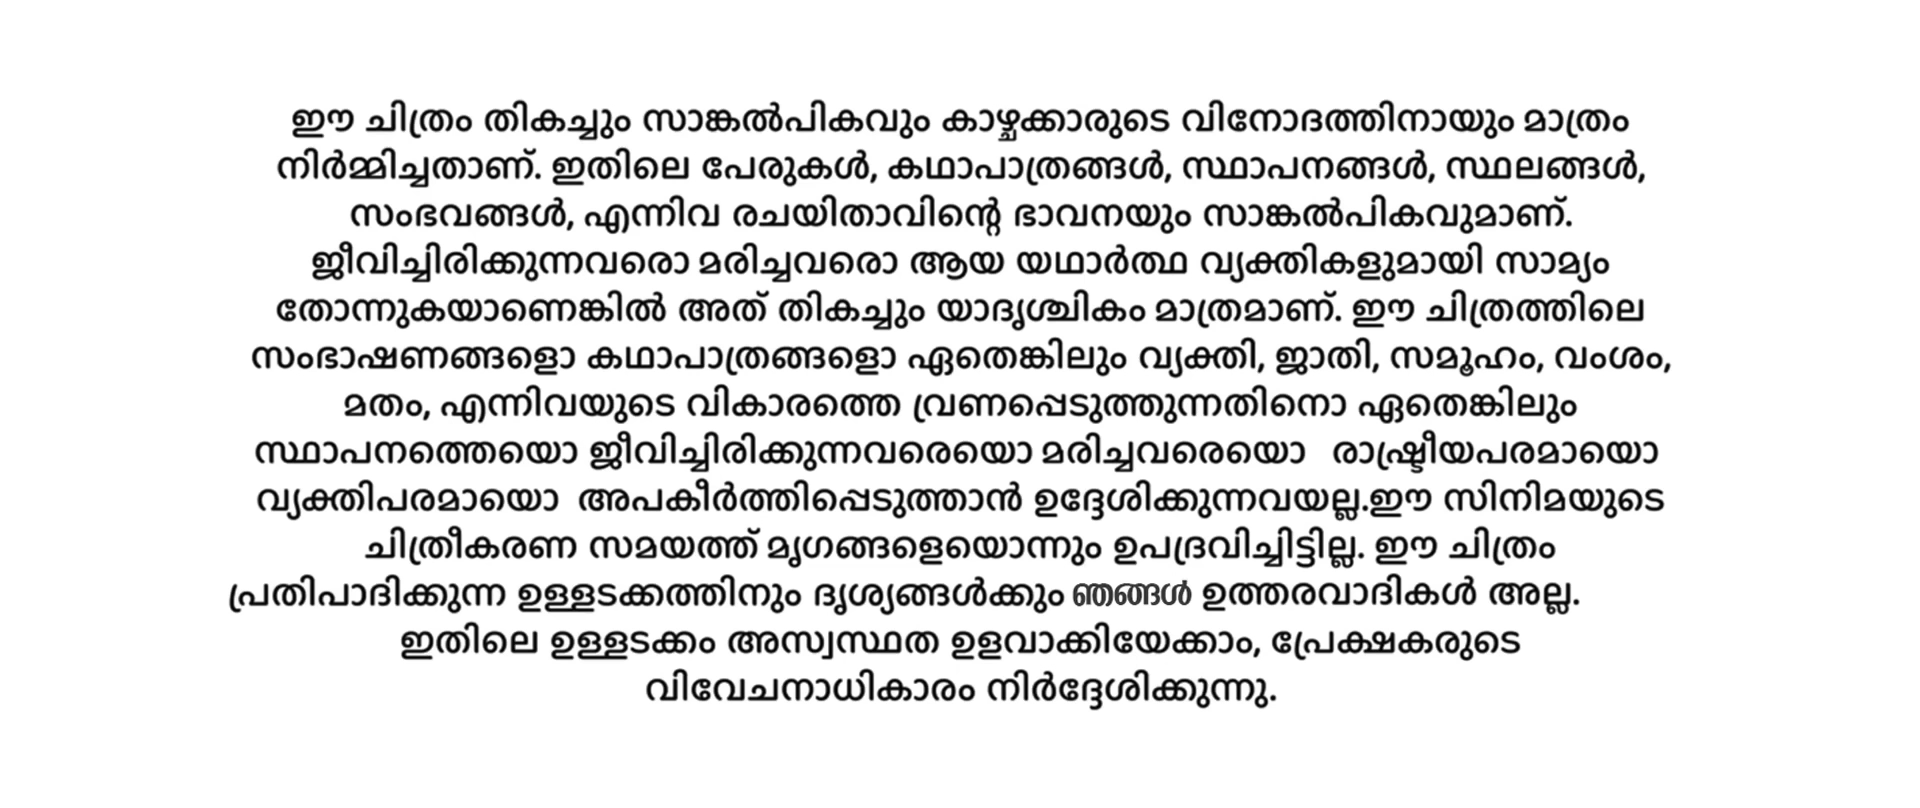 ഈ ചിത്രം തികച്ചും സാങ്കൽപികവും കാഴ്ചക്കാരുടെ വിനോദത്തിനായും മാത്രം
നിർമ്മിച്ചതാണ്. ഇതിലെ പേരുകൾ, കഥാപാത്രങ്ങൾ, സ്ഥാപനങ്ങൾ, സ്ഥലങ്ങൾ,
സംഭവങ്ങൾ, എന്നിവ രചയിതാവിന്റെ ഭാവനയും സാങ്കൽപികവുമാണ്.
ജീവിച്ചിരിക്കുന്നവരൊ മരിച്ചവരൊ ആയ യഥാർത്ഥ വ്യക്തികളുമായി സാമ്യം
തോന്നുകയാണെങ്കിൽ അത് തികച്ചും യാദൃശ്ചികം മാത്രമാണ്. ഈ ചിത്രത്തിലെ
സംഭാഷണങ്ങളൊ കഥാപാത്രങ്ങളൊ ഏതെങ്കിലും വ്യക്തി, ജാതി, സമൂഹം, വംശം,
മതം, എന്നിവയുടെ വികാരത്തെ വ്രണപ്പെടുത്തുന്നതിനൊ ഏതെങ്കിലും
സ്ഥാപനത്തെയൊ ജീവിച്ചിരിക്കുന്നവരെയൊ മരിച്ചവരെയൊ രാഷ്ട്രീയപരമായൊ
വ്യക്തിപരമായൊ അപകീർത്തിപ്പെടുത്താൻ ഉദ്ദേശിക്കുന്നവയല്ല.ഈ സിനിമയുടെ
ചിത്രീകരണ സമയത്ത് മൃഗങ്ങളെയൊന്നും ഉപദ്രവിച്ചിട്ടില്ല. ഈ ചിത്രം
പ്രതിപാദിക്കുന്ന ഉള്ളടക്കത്തിനും ദൃശ്യങ്ങൾക്കും ഞങ്ങൾ ഉത്തരവാദികൾ അല്ല.
ഇതിലെ ഉള്ളടക്കം അസ്വസ്ഥത ഉളവാക്കിയേക്കാം, പ്രേക്ഷകരുടെ
വിവേചനാധികാരം നിർദ്ദേശിക്കുന്നു.